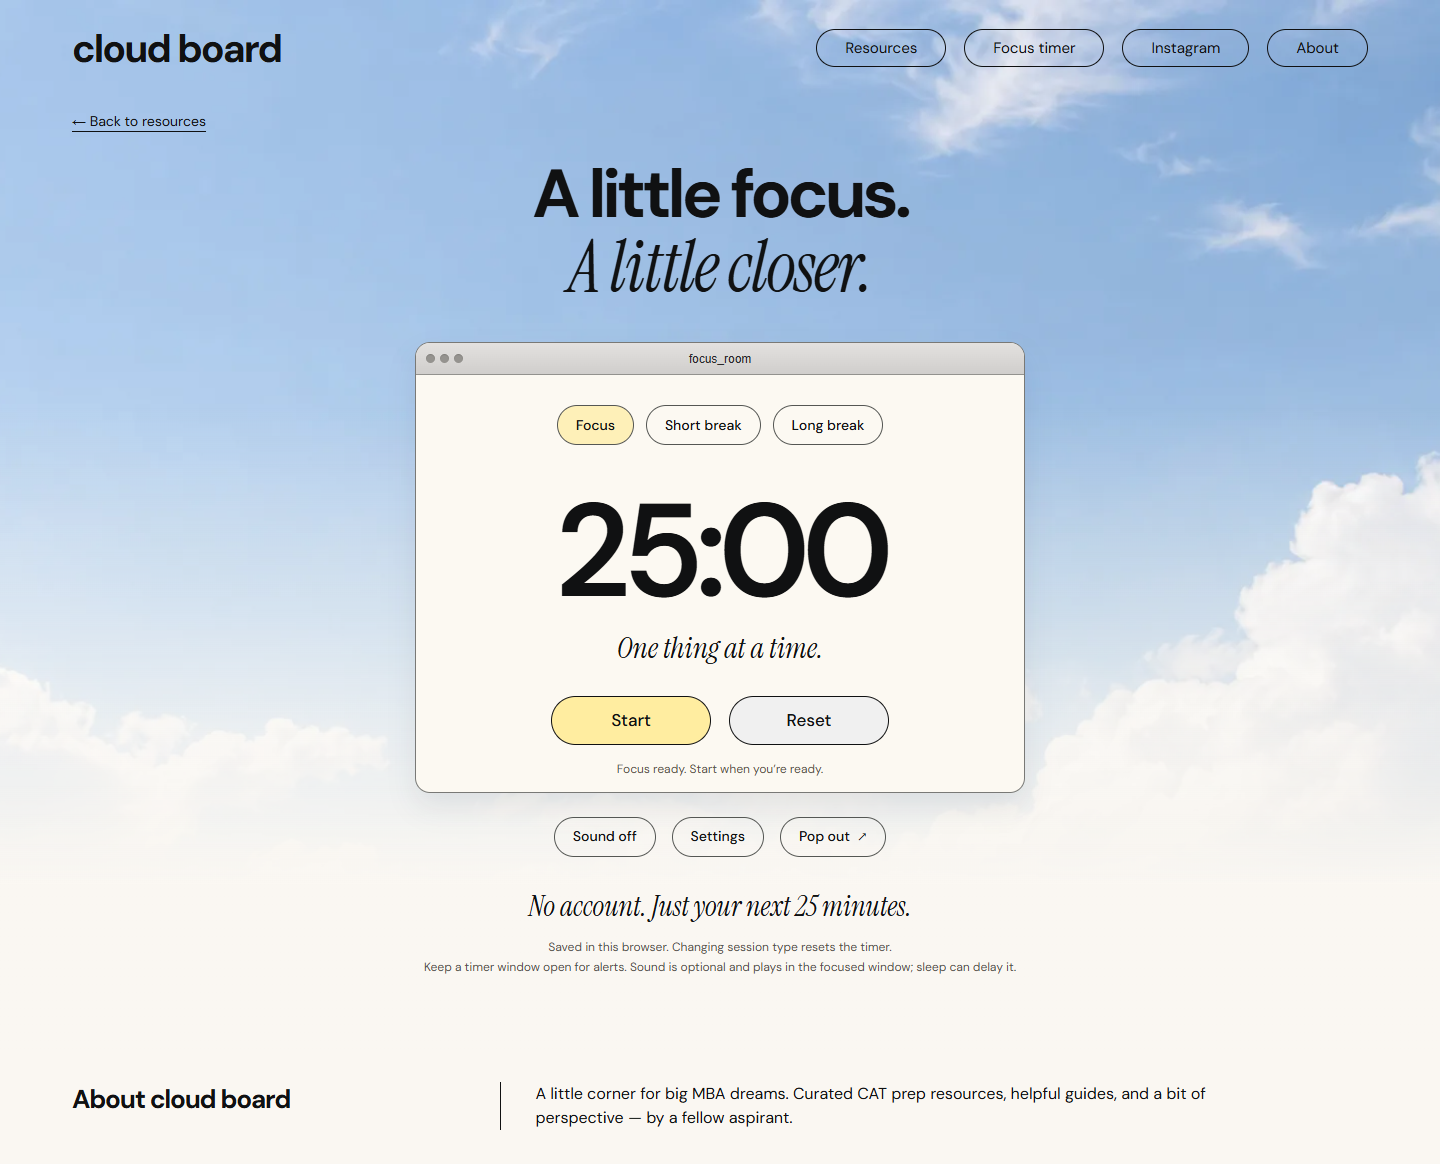 cloud board
Resources
Focus timer
Instagram
About
← Back to resources
A little focus.
A little closer.
focus_room
Focus
Short break
Long break
25:00
One thing at a time.
Start
Reset
Focus ready. Start when you’re ready.
Sound off
Settings
Pop out ↗
No account. Just your next 25 minutes.
Saved in this browser. Changing session type resets the timer.
Keep a timer window open for alerts. Sound is optional and plays in the focused window; sleep can delay it.
About cloud board
A little corner for big MBA dreams. Curated CAT prep resources, helpful guides, and a bit of
perspective — by a fellow aspirant.